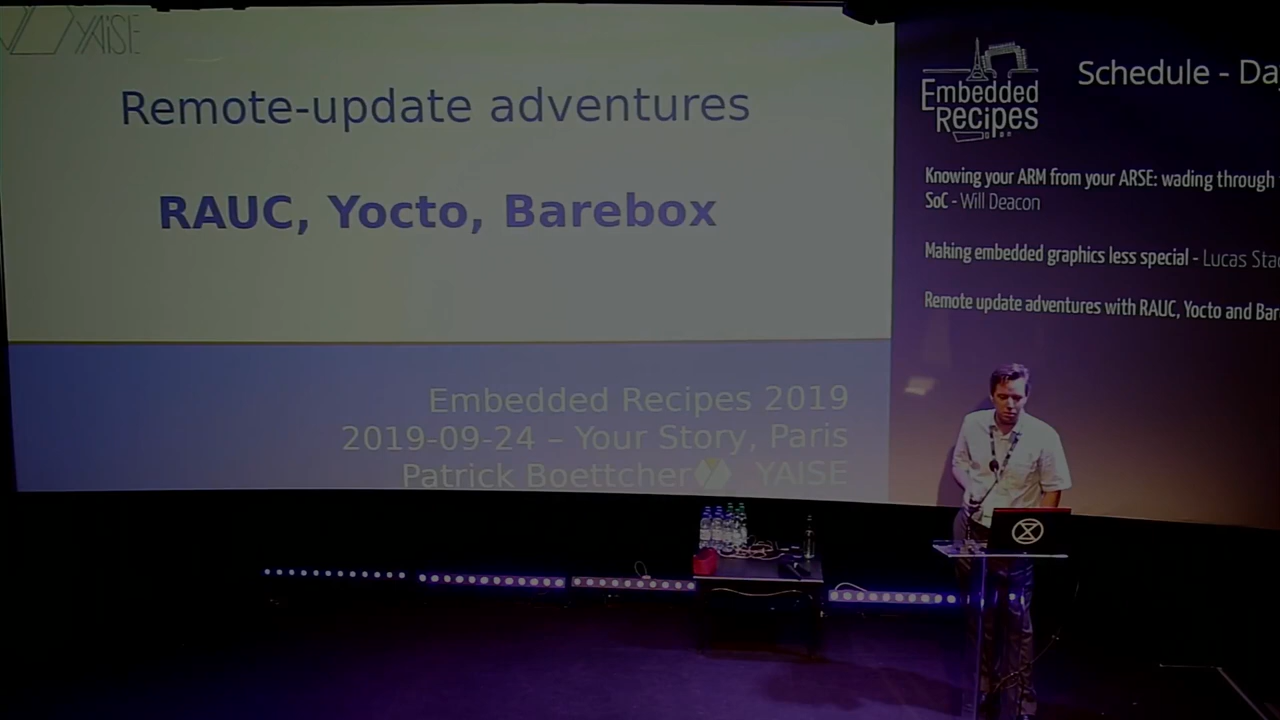 YAiSE
Remote-update adventures
RAUC, Yocto, Barebox
Embedded Recipes 2019
2019-09-24 – Your Story, Paris
Patrick Boettcher YAISE
Embedded
Recipes
Schedule - Da
Knowing your ARM from your ARSE: wading through
SoC - Will Deacon
Making embedded graphics less special - Lucas Sta
Remote update adventures with RAUC, Yocto and Bar